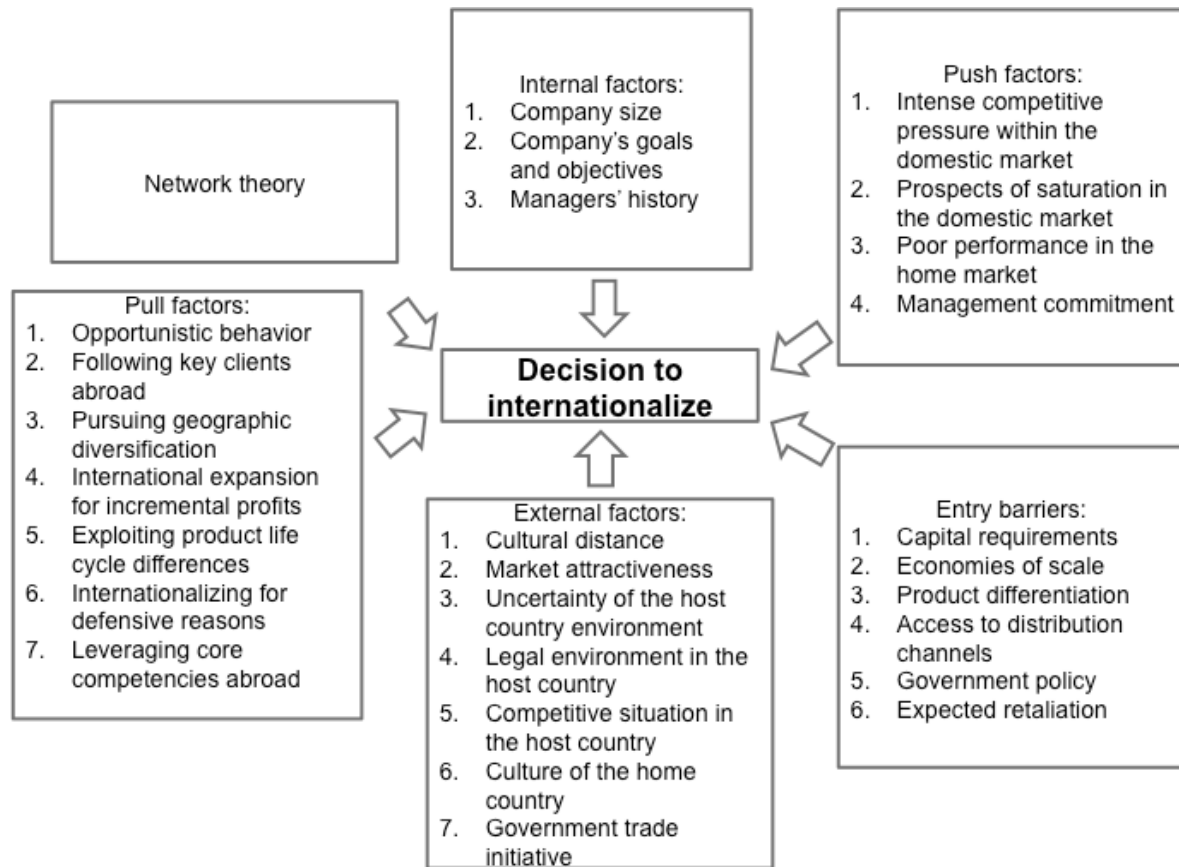 Network theory
Internal factors:
1. Company size
2. Company's goals
and objectives
3. Managers' history
Push factors:
1. Intense competitive
pressure within the
domestic market
2. Prospects of saturation in
the domestic market
3. Poor performance in the
home market
4. Management commitment
Pull factors:
1. Opportunistic behavior
2. Following key clients
abroad
3. Pursuing geographic
diversification
4. International expansion
for incremental profits
5. Exploiting product life
cycle differences
6. Internationalizing for
defensive reasons
7. Leveraging core
competencies abroad
Decision to
internationalize
External factors:
1. Cultural distance
2. Market attractiveness
3. Uncertainty of the host
country environment
4. Legal environment in the
host country
5. Competitive situation in
the host country
6. Culture of the home
country
7. Government trade
initiative
Entry barriers:
1. Capital requirements
2. Economies of scale
3. Product differentiation
4. Access to distribution
channels
5. Government policy
6. Expected retaliation